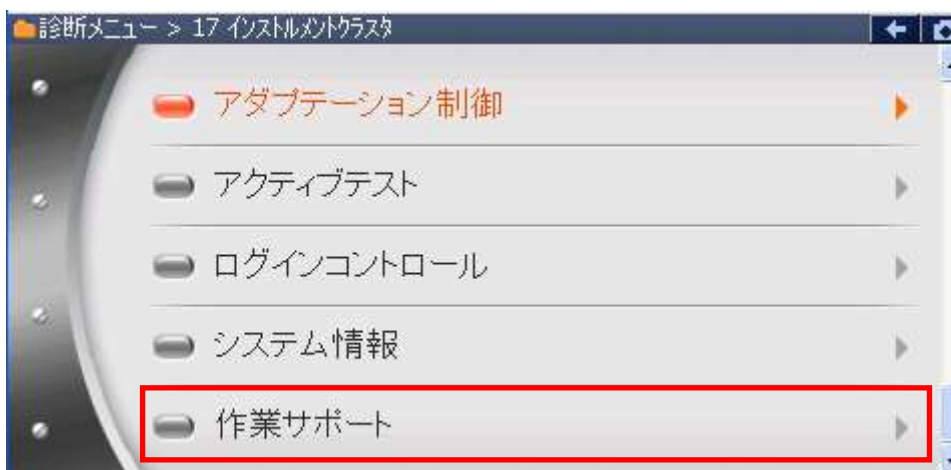 診断メニュー > 17 インストルメントクラスタ
アダプテーション制御
アクティブテスト
ログインコントロール
システム情報
作業サポート